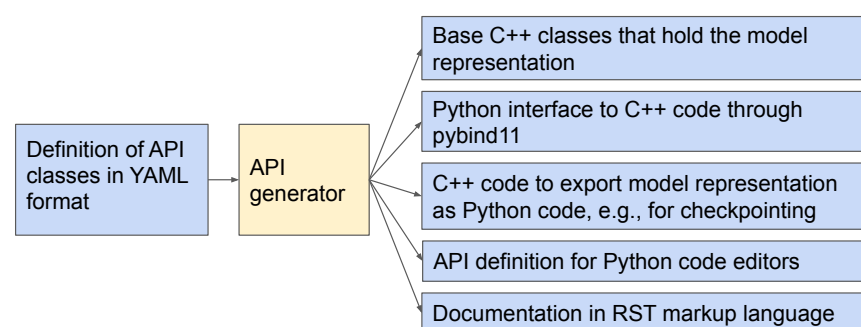 Base C++ classes that hold the model
representation
Python interface to C++ code through
pybind11
Definition of API
classes in YAML
format
API
generator
C++ code to export model representation
as Python code, e.g., for checkpointing
API definition for Python code editors
Documentation in RST markup language